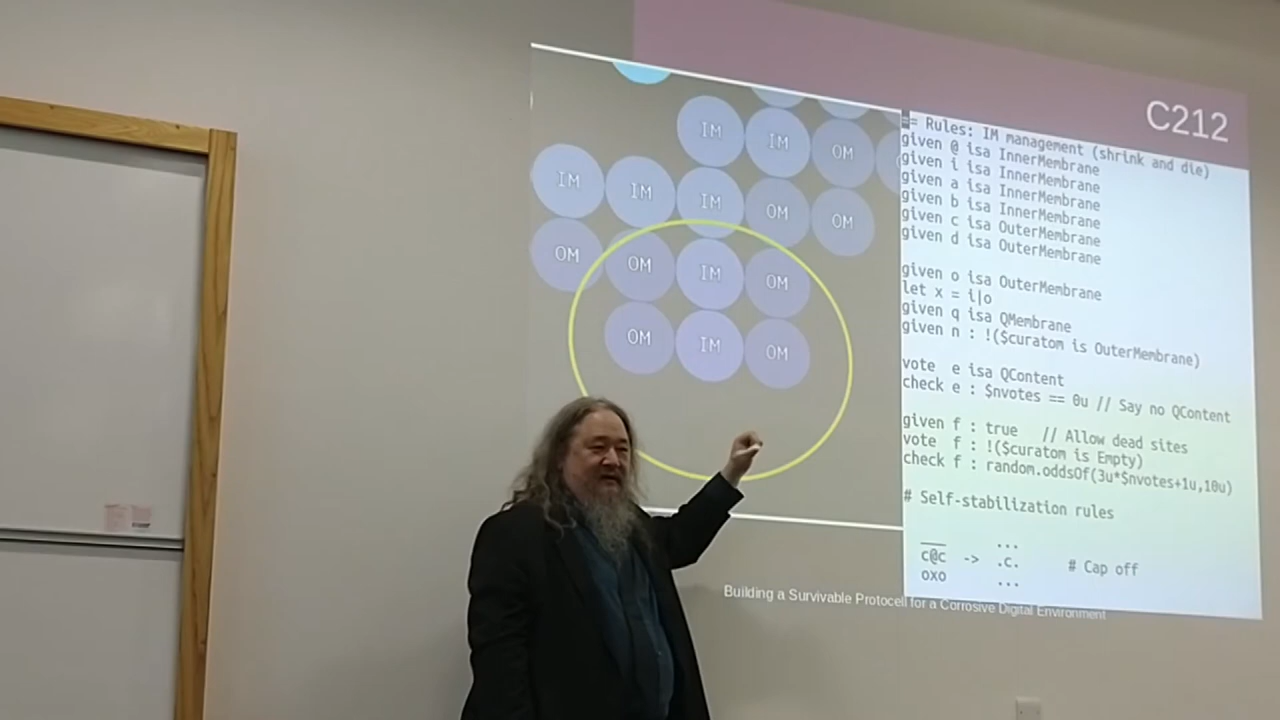 C212
IM IM OM
IM IM IM OM OM
OM OM IM OM
OM IM OM
= Rules: IM management (shrink and die)
given @ isa InnerMembrane
given i isa InnerMembrane
given a isa InnerMembrane
given b isa InnerMembrane
given c isa OuterMembrane
given d isa OuterMembrane
given o isa OuterMembrane
let x = i|o
given q isa QMembrane
given n : !($curatom is OuterMembrane)
vote e isa QContent
check e : $nvotes == 0u // Say no QContent
given f : true // Allow dead sites
vote f : !($curatom is Empty)
check f : random.oddsOf(3u*$nvotes+1u,10u)
# Self-stabilization rules
___ ...
c@c -> .c. # Cap off
oxo ...
Building a Survivable Protocell for a Corrosive Digital Environment